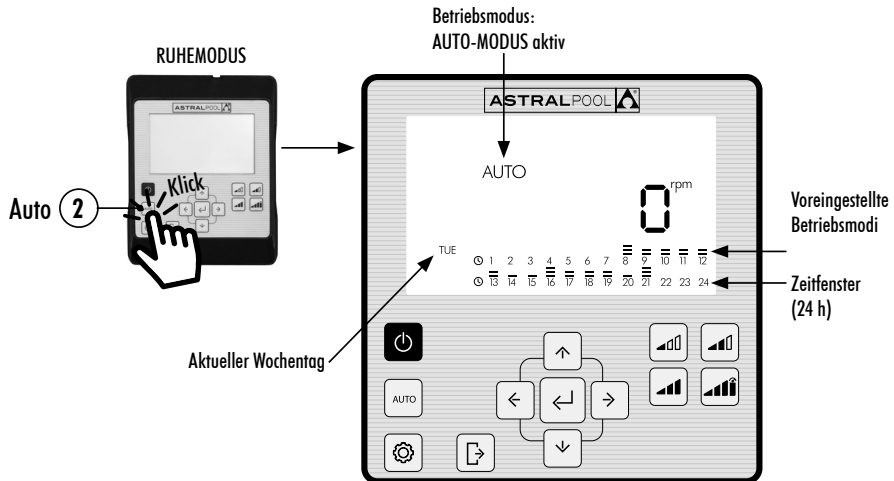 Betriebsmodus:
AUTO-MODUS aktiv
RUHEMODUS
ASTRALPOOL
Klick
Auto 2
ASTRALPOOL
AUTO
0 rpm
Voreingestellte
Betriebsmodi
TUE
1 2 3 4 5 6 7 8 9 10 11 12
13 14 15 16 17 18 19 20 21 22 23 24
Zeitfenster
(24 h)
Aktueller Wochentag
AUTO